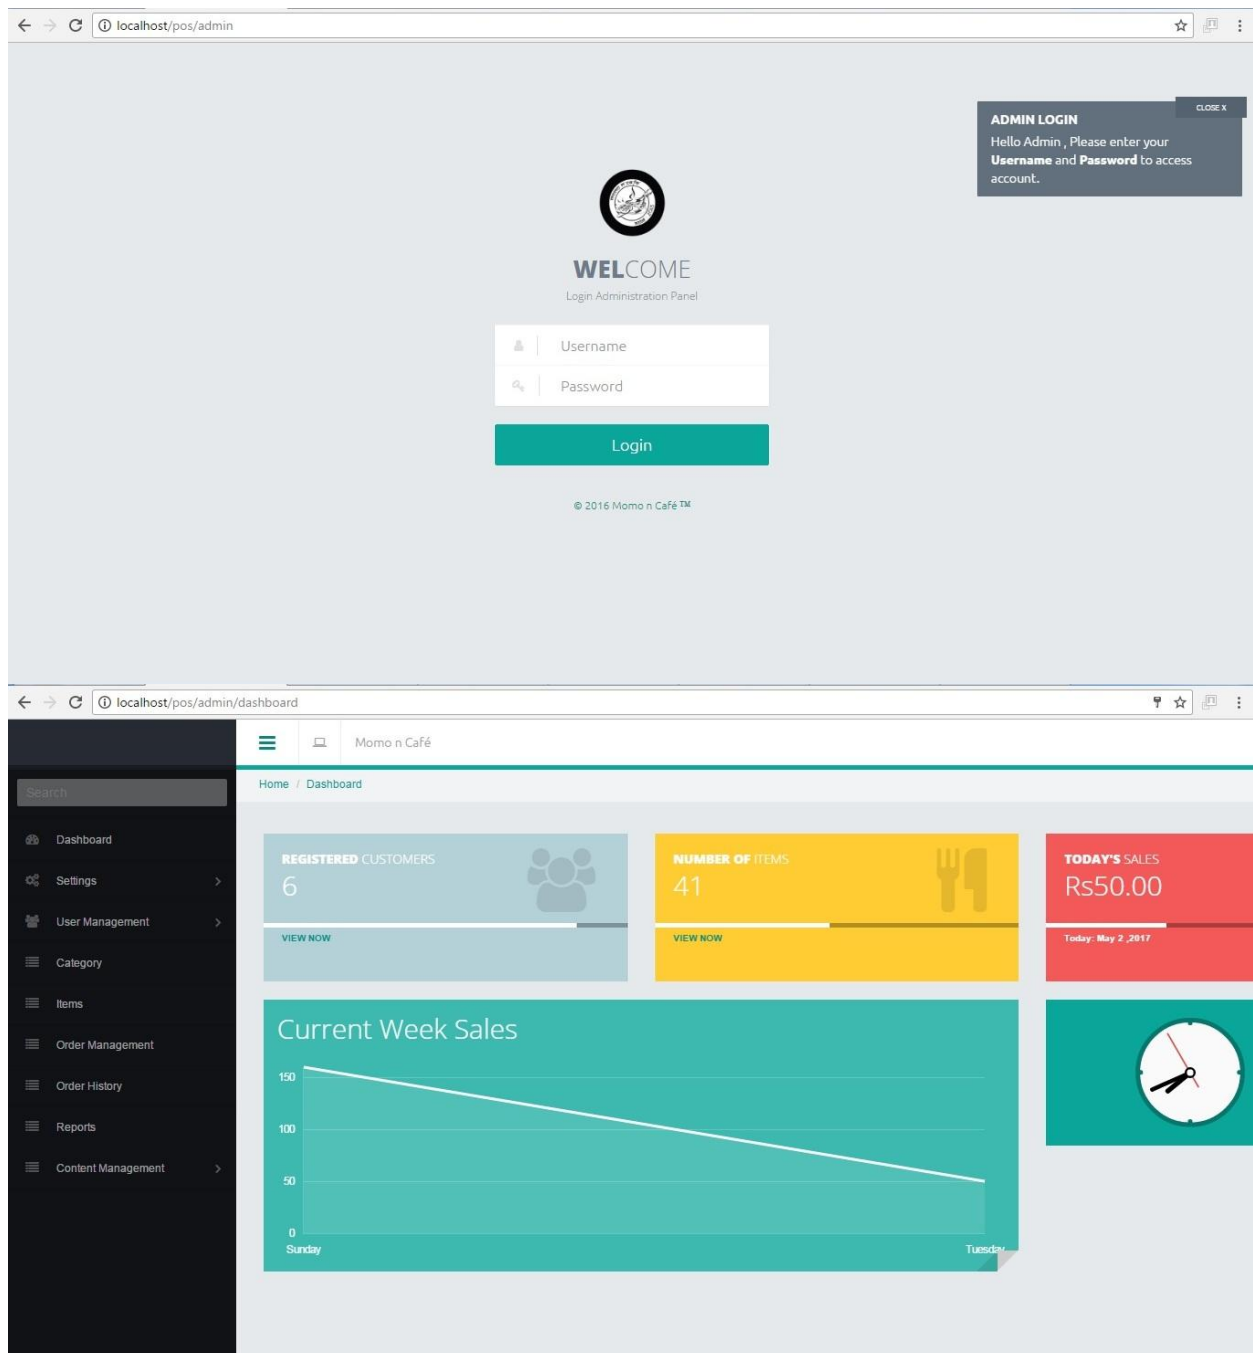 localhost/pos/admin
CLOSE X
ADMIN LOGIN
Hello Admin , Please enter your
Username and Password to access
account.
WELCOME
Login Administration Panel
Username
Password
Login
© 2016 Momo n Café ™
localhost/pos/admin/dashboard
Momo n Café
Search
Home / Dashboard
Dashboard
Settings
User Management
Category
Items
Order Management
Order History
Reports
Content Management
REGISTERED CUSTOMERS
6
VIEW NOW
NUMBER OF ITEMS
41
VIEW NOW
TODAY'S SALES
Rs50.00
Today: May 2 ,2017
Current Week Sales
150
100
50
0
Sunday
Tuesday